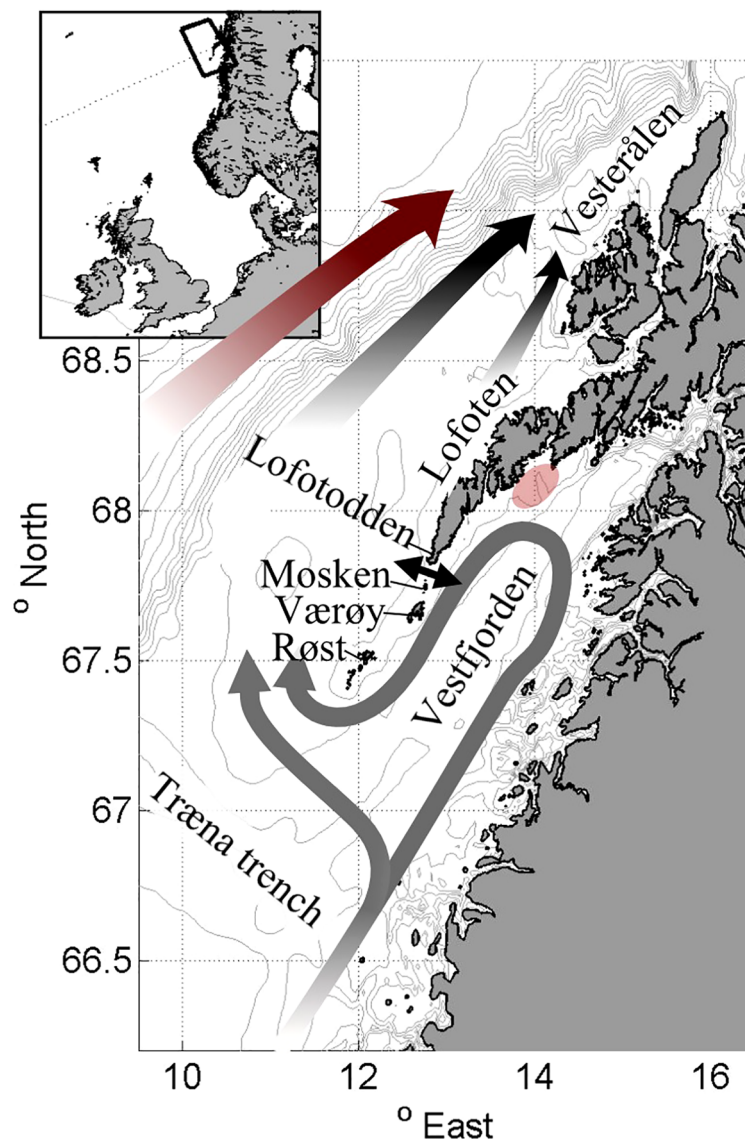 Vesterålen
68.5
Lofoten
Lofotodden
68
Mosken
Værøy
Røst
Vestfjorden
67.5
67
Træna trench
66.5
° North
10
12
14
16
° East